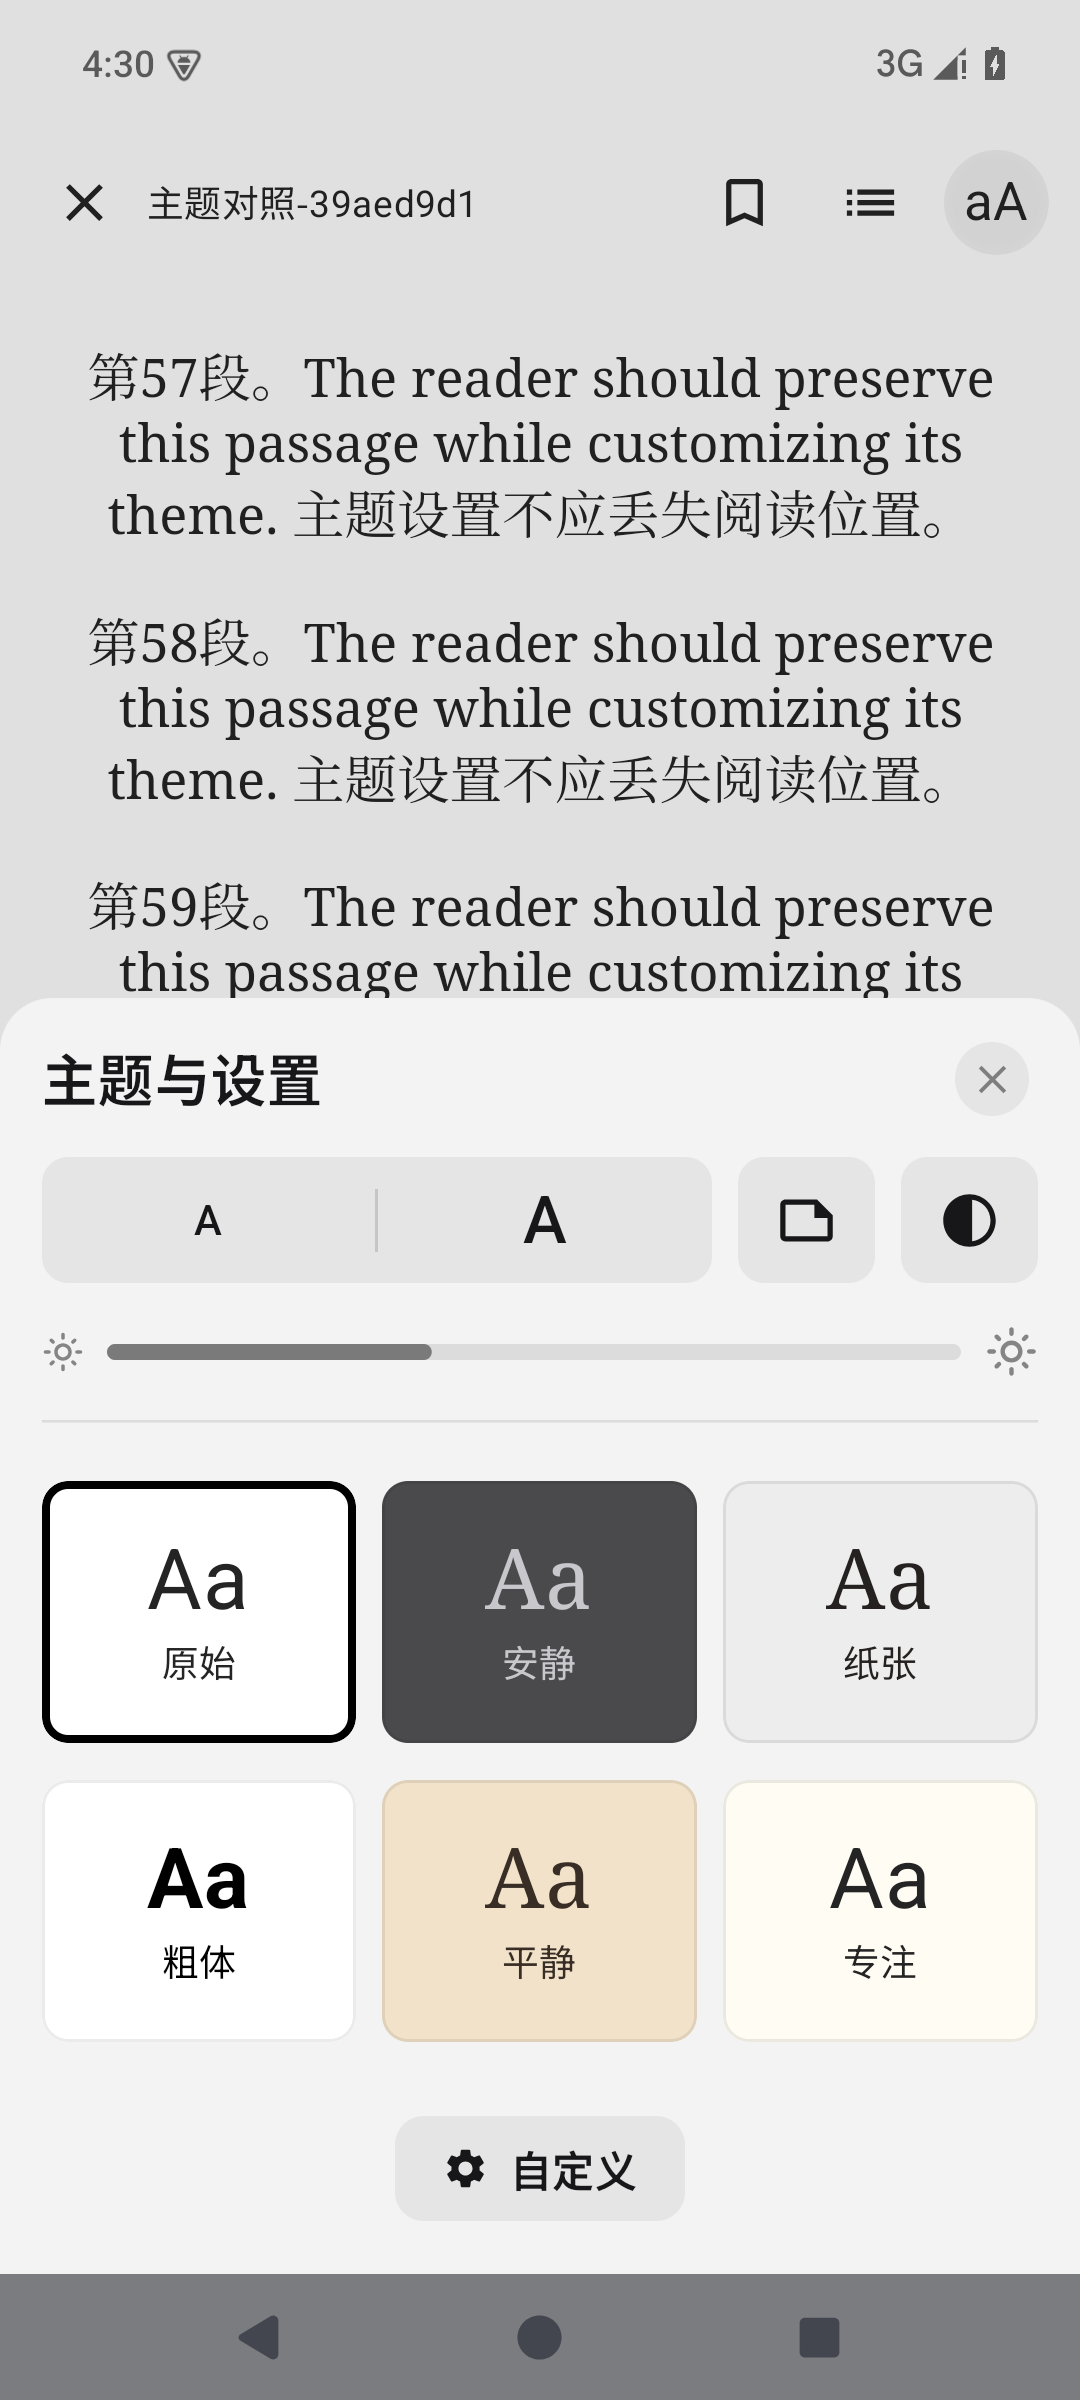 4:30
3G
主题对照-39aed9d1
aA
第57段。The reader should preserve
this passage while customizing its
theme. 主题设置不应丢失阅读位置。
第58段。The reader should preserve
this passage while customizing its
theme. 主题设置不应丢失阅读位置。
第59段。The reader should preserve
this passage while customizing its
主题与设置
A
A
Aa
原始
Aa
安静
Aa
纸张
Aa
粗体
Aa
平静
Aa
专注
自定义